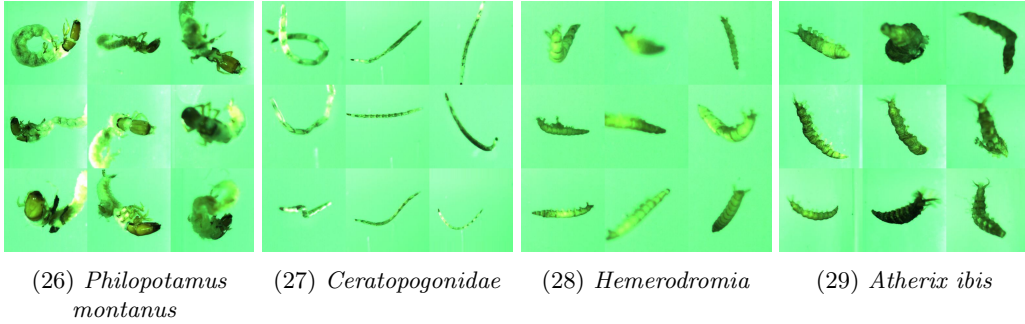 (26) Philopotamus montanus
(27) Ceratopogonidae
(28) Hemerodromia
(29) Atherix ibis